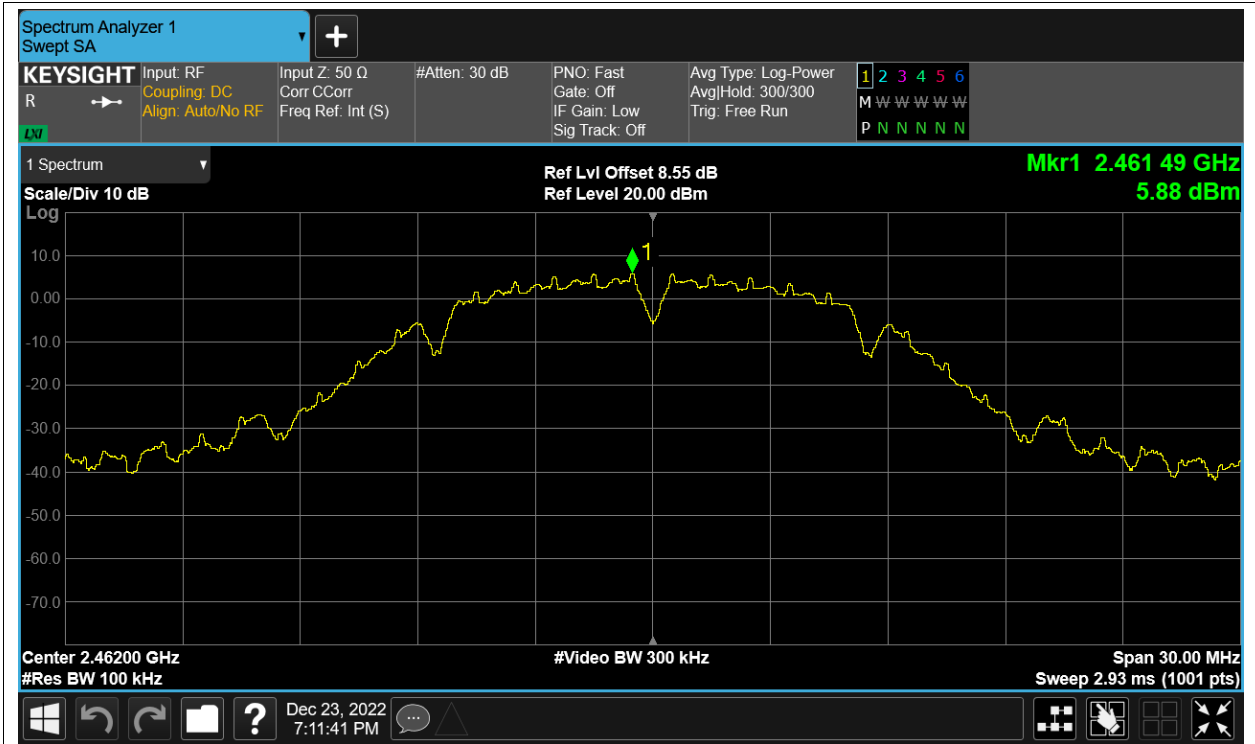 Spectrum Analyzer 1
Swept SA
+
KEYSIGHT
R
LXI
Input: RF
Coupling: DC
Align: Auto/No RF
Input Z: 50 Ω
Corr CCorr
Freq Ref: Int (S)
#Atten: 30 dB
PNO: Fast
Gate: Off
IF Gain: Low
Sig Track: Off
Avg Type: Log-Power
Avg|Hold: 300/300
Trig: Free Run
1 2 3 4 5 6
M W W W W W
P N N N N N
1 Spectrum
Scale/Div 10 dB
Log
Ref Lvl Offset 8.55 dB
Ref Level 20.00 dBm
Mkr1 2.461 49 GHz
5.88 dBm
1
10.0
0.00
-10.0
-20.0
-30.0
-40.0
-50.0
-60.0
-70.0
Center 2.46200 GHz
#Video BW 300 kHz
Span 30.00 MHz
#Res BW 100 kHz
Sweep 2.93 ms (1001 pts)
?
Dec 23, 2022
7:11:41 PM